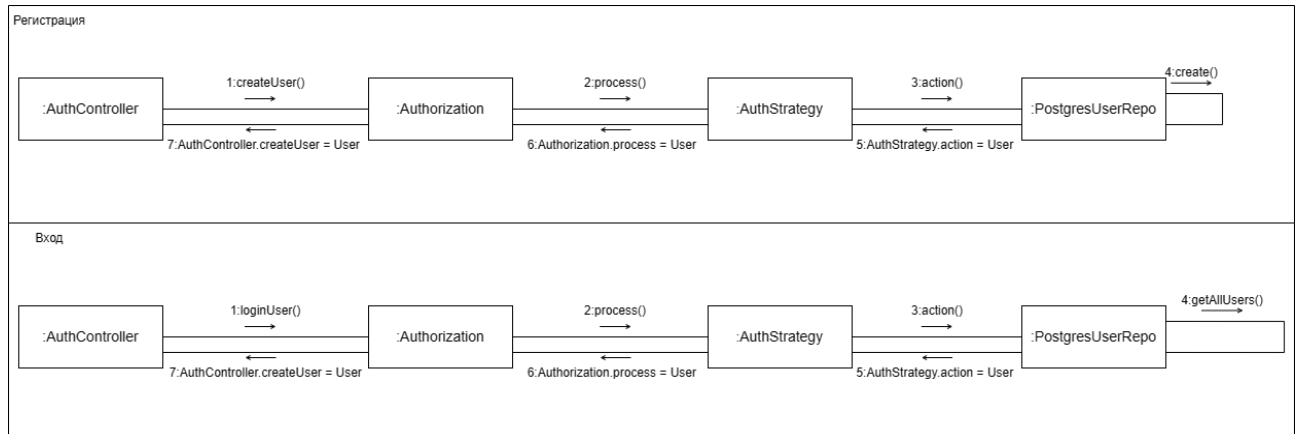 Регистрация
4:create()
1:createUser()
2:process()
3:action()
:AuthController
:Authorization
:AuthStrategy
:PostgresUserRepo
7:AuthController.createUser = User
6:Authorization.process = User
5:AuthStrategy.action = User
Вход
4:getAllUsers()
1:loginUser()
2:process()
3:action()
:AuthController
:Authorization
:AuthStrategy
:PostgresUserRepo
7:AuthController.createUser = User
6:Authorization.process = User
5:AuthStrategy.action = User